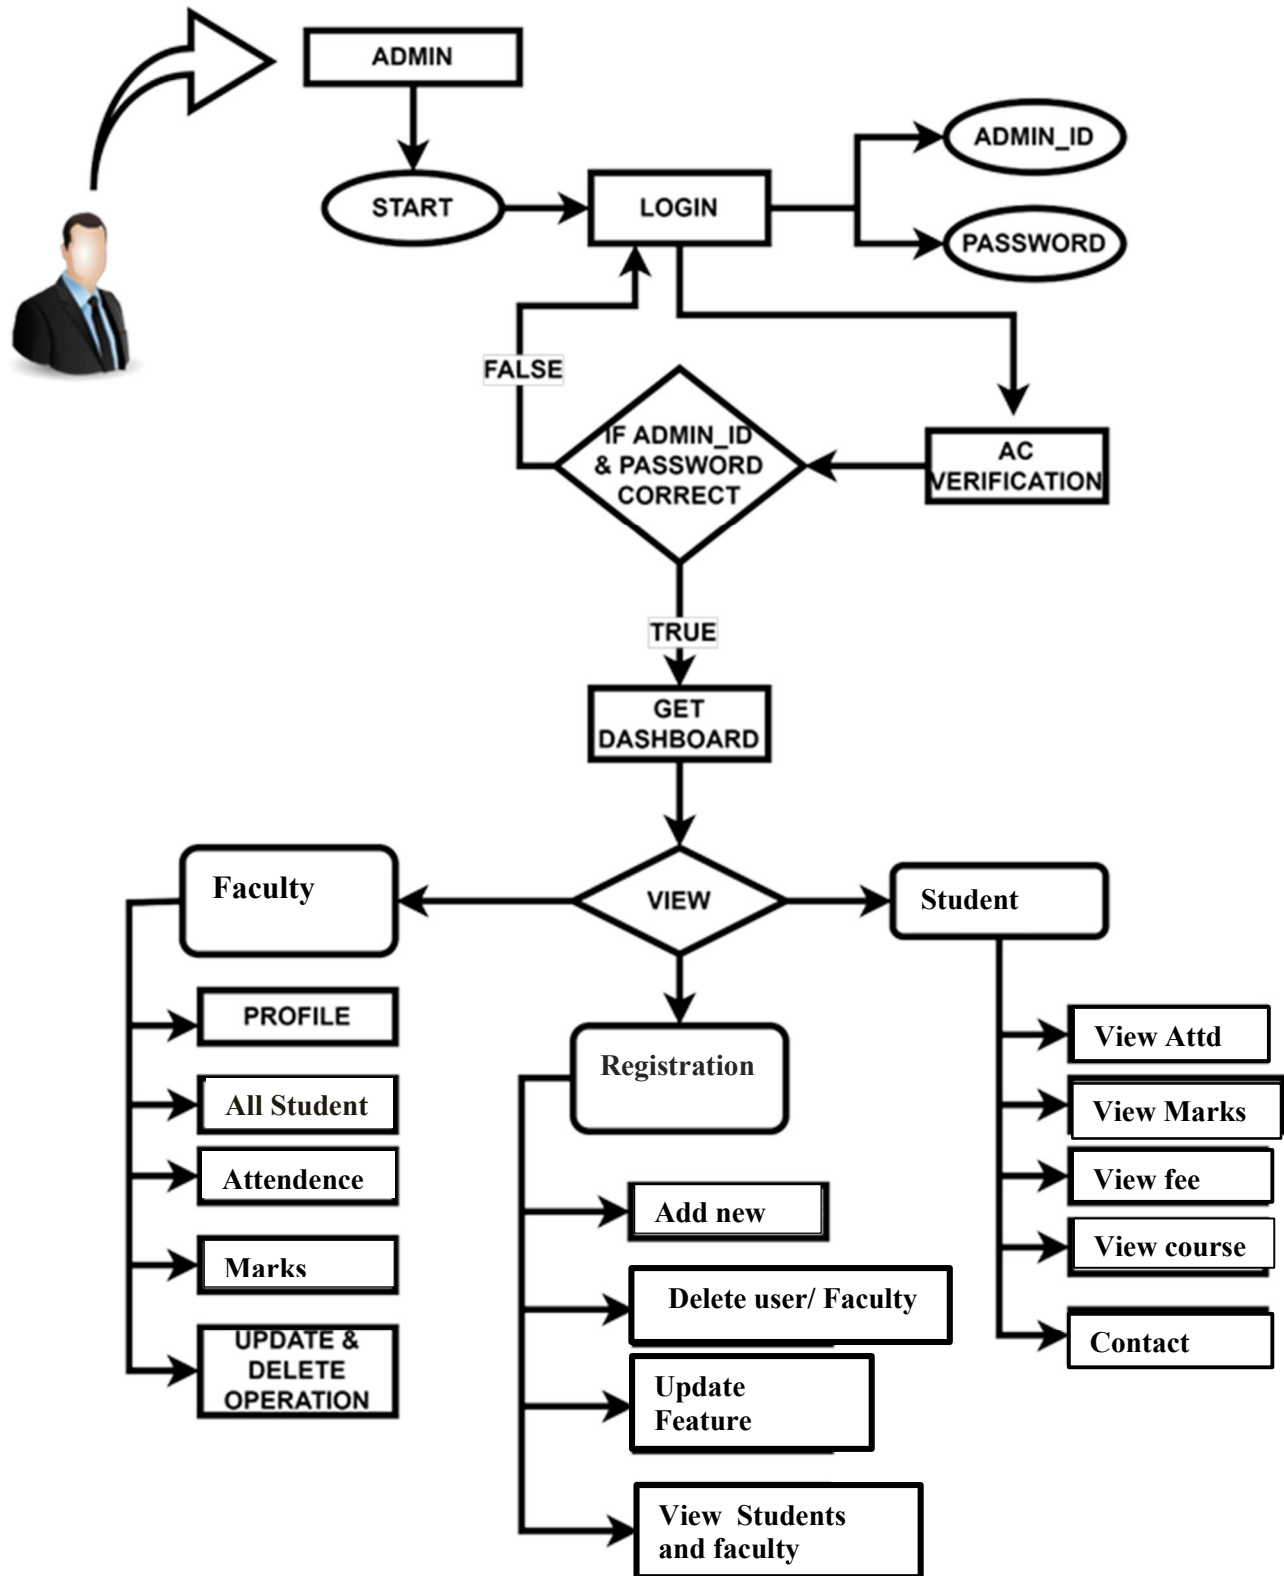 ADMIN
ADMIN_ID
START
LOGIN
PASSWORD
FALSE
IF ADMIN_ID
& PASSWORD
CORRECT
AC
VERIFICATION
TRUE
GET
DASHBOARD
Faculty
VIEW
Student
PROFILE
All Student
Attendence
Marks
UPDATE &
DELETE
OPERATION
Registration
Add new
Delete user/ Faculty
Update
Feature
View Students
and faculty
View Attd
View Marks
View fee
View course
Contact